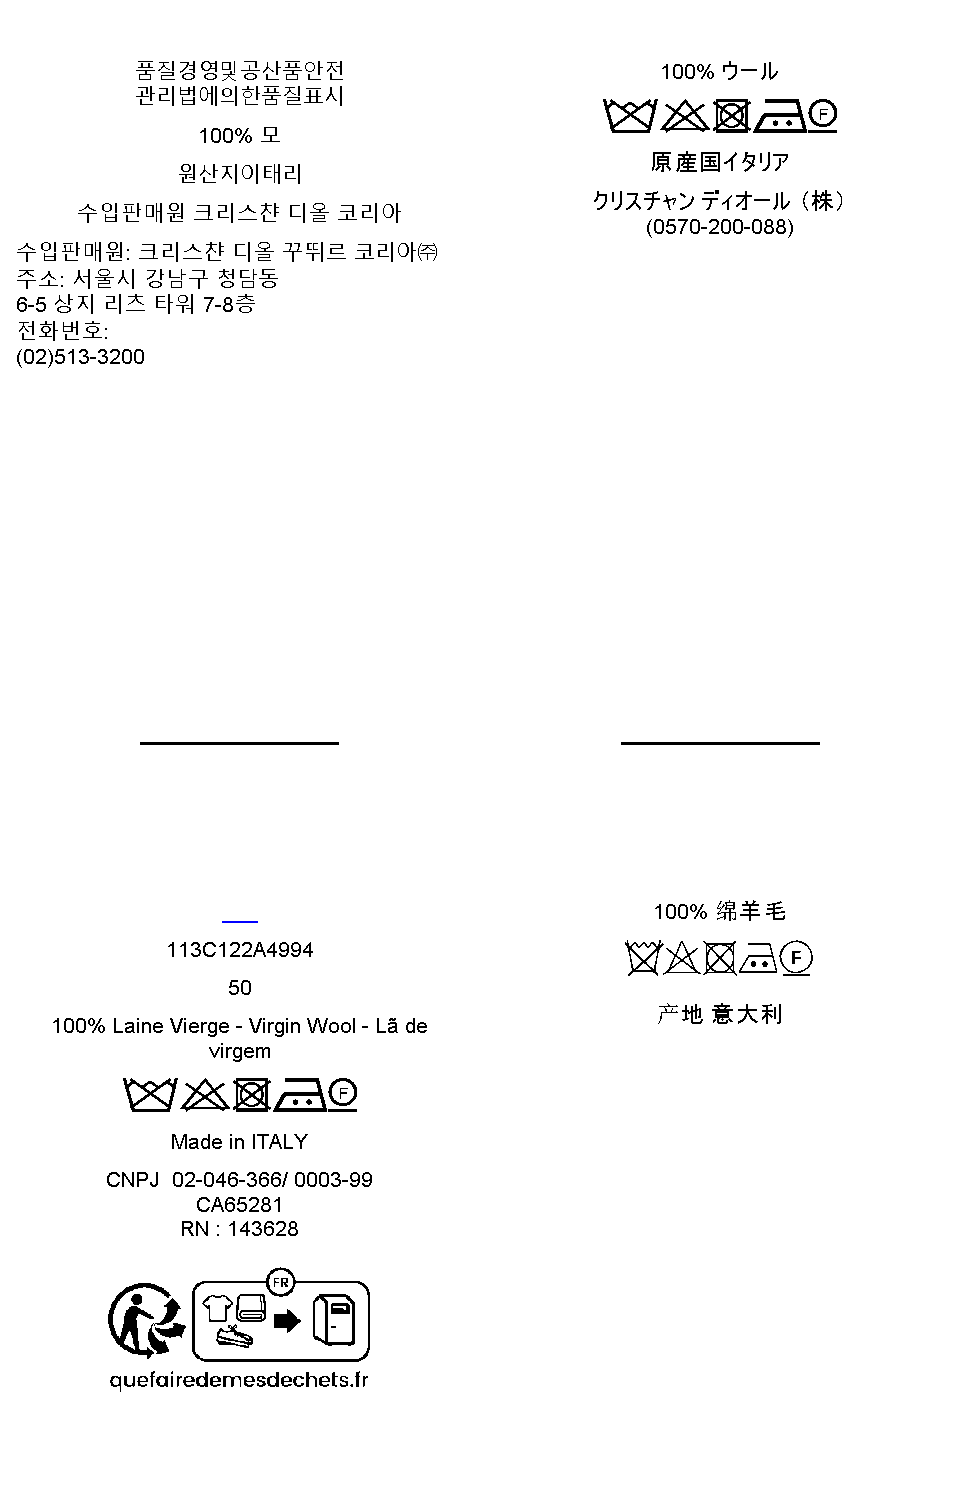 품질경영및공산품안전
관리법에의한품질표시
100% 모
원산지이태리
수입판매원 크리스챤 디올 코리아
수입판매원: 크리스챤 디올 꾸뛰르 코리아㈜
주소: 서울시 강남구 청담동
6-5 상지 리츠 타워 7-8층
전화번호:
(02)513-3200
100% ウール
F
原産国イタリア
クリスチャン ディオール（株）
(0570-200-088)
113C122A4994
50
100% Laine Vierge - Virgin Wool - Lã de
virgem
F
Made in ITALY
CNPJ 02-046-366/ 0003-99
CA65281
RN : 143628
FR
quefairedemesdechets.fr
100% 绵羊毛
F
产地 意大利